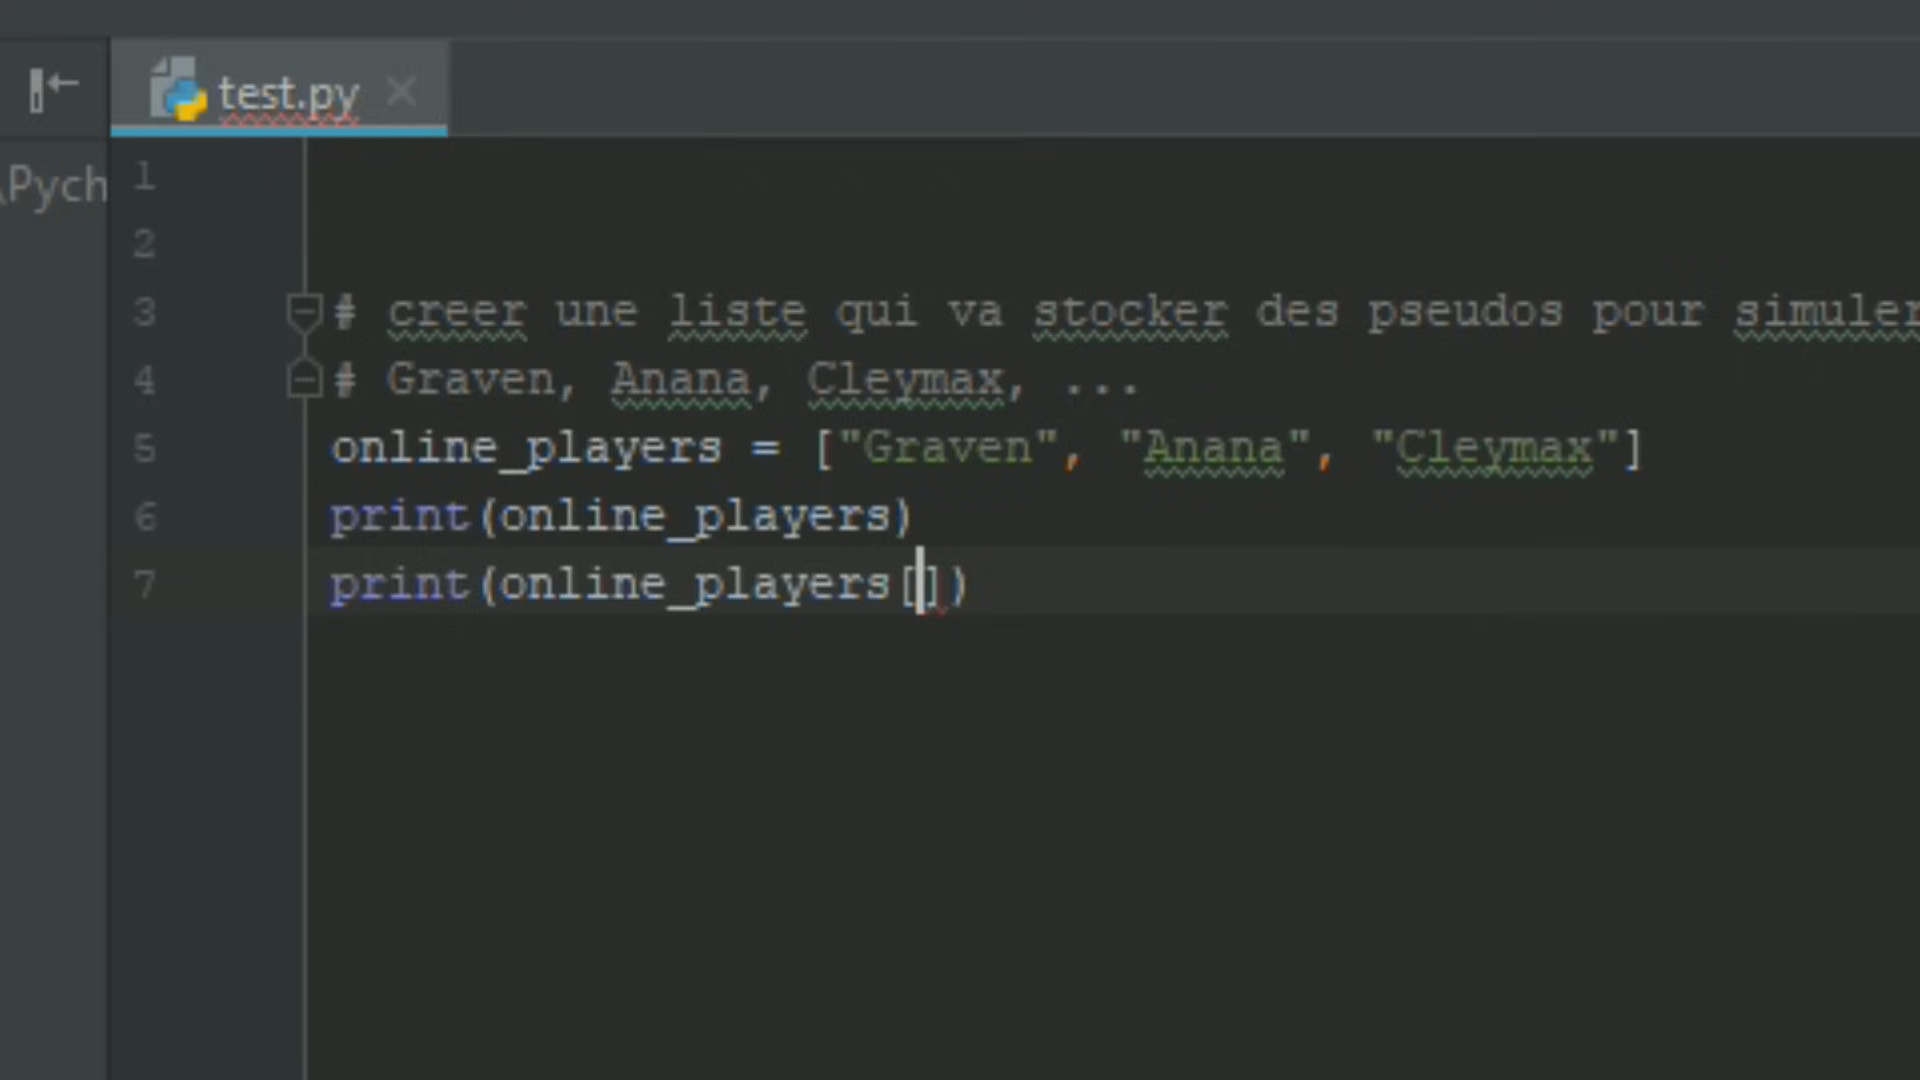 test.py
\Pych
1
2
3 # creer une liste qui va stocker des pseudos pour simuler
4 # Graven, Anana, Cleymax, ...
5 online_players = ["Graven", "Anana", "Cleymax"]
6 print(online_players)
7 print(online_players[])